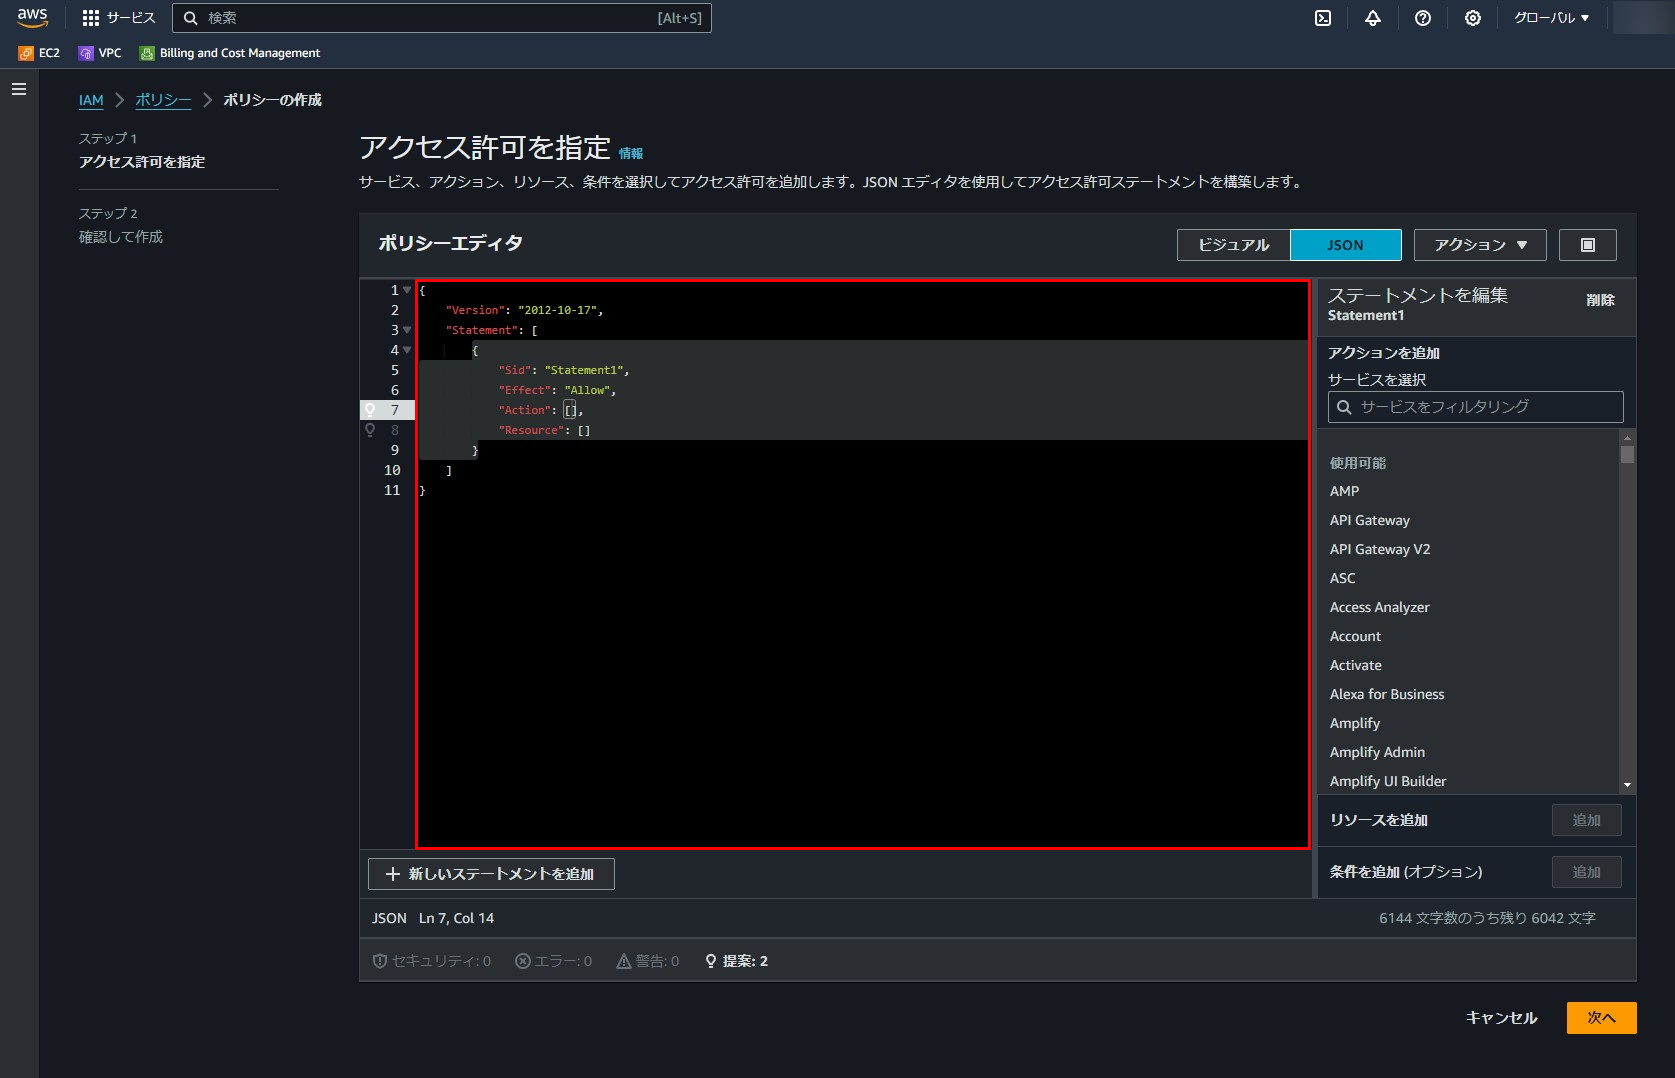 aws
サービス
検索
[Alt+S]
グローバル ▼
EC2
VPC
Billing and Cost Management
IAM
ポリシー
ポリシーの作成
ステップ 1
アクセス許可を指定
ステップ 2
確認して作成
アクセス許可を指定 情報
サービス、アクション、リソース、条件を選択してアクセス許可を追加します。JSON エディタを使用してアクセス許可ステートメントを構築します。
ポリシーエディタ
ビジュアル
JSON
アクション ▼
1 {
2 "Version": "2012-10-17",
3 "Statement": [
4 {
5 "Sid": "Statement1",
6 "Effect": "Allow",
7 "Action": [],
8 "Resource": []
9 }
10 ]
11 }
新しいステートメントを追加
JSON Ln 7, Col 14
6144 文字数のうち残り 6042 文字
セキュリティ: 0
エラー: 0
警告: 0
提案: 2
ステートメントを編集
Statement1
削除
アクションを追加
サービスを選択
サービスをフィルタリング
使用可能
AMP
API Gateway
API Gateway V2
ASC
Access Analyzer
Account
Activate
Alexa for Business
Amplify
Amplify Admin
Amplify UI Builder
リソースを追加
追加
条件を追加 (オプション)
追加
キャンセル
次へ